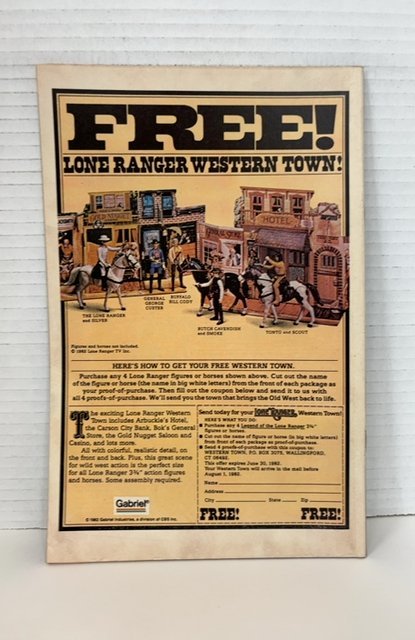 FREE!
LONE RANGER WESTERN TOWN!
HOTEL
THE LONE RANGER
and SILVER
GENERAL
GEORGE
CUSTER
BUFFALO
BILL CODY
BUTCH CAVENDISH
and SMOKE
TONTO and SCOUT
Figures and horses not included.
© 1982 Lone Ranger TV Inc.
HERE'S HOW TO GET YOUR FREE WESTERN TOWN.
Purchase any 4 Lone Ranger figures or horses shown above. Cut out the name
of the figure or horse (the name in big white letters) from the front of each package as
your proof-of-purchase. Then fill out the coupon below and send it to us with
all 4 proofs-of-purchase. We'll send you the town that brings the Old West back to life.
The exciting Lone Ranger Western
Town includes Arbuckle's Hotel,
the Carson City Bank, Bok's General
Store, the Gold Nugget Saloon and
Casino, and lots more.
All with colorful, realistic detail, on
the front and back. Plus, this great scene
for wild west action is the perfect size
for all Lone Ranger 3¾" action figures
and horses. Some assembly required.
Gabriel®
© 1982 Gabriel Industries, a division of CBS Inc.
Send today for your LONE RANGER Western Town!
HERE'S WHAT YOU DO:
■ Purchase any 4 Legend of the Lone Ranger 3¾"
figures or horses.
■ Cut out the name of figures or horse (in big white letters)
from front of each package as proof-of-purchase.
■ Send 4 proofs-of-purchase with this coupon to:
WESTERN TOWN, P.O. BOX 3075, WALLINGFORD,
CT 06492.
This offer expires June 30, 1982.
Your Western Town will arrive in the mail before
August 1, 1982.
Name
Address
City State Zip
FREE! FREE!